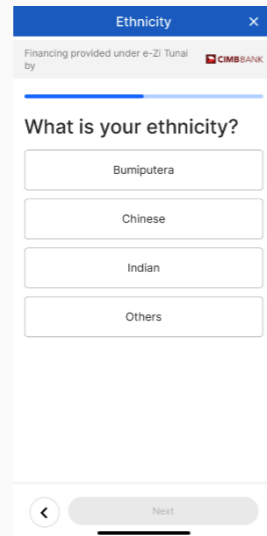 Ethnicity
Financing provided under e-Zi Tunai
by
CIMBBANK
What is your ethnicity?
Bumiputera
Chinese
Indian
Others
Next